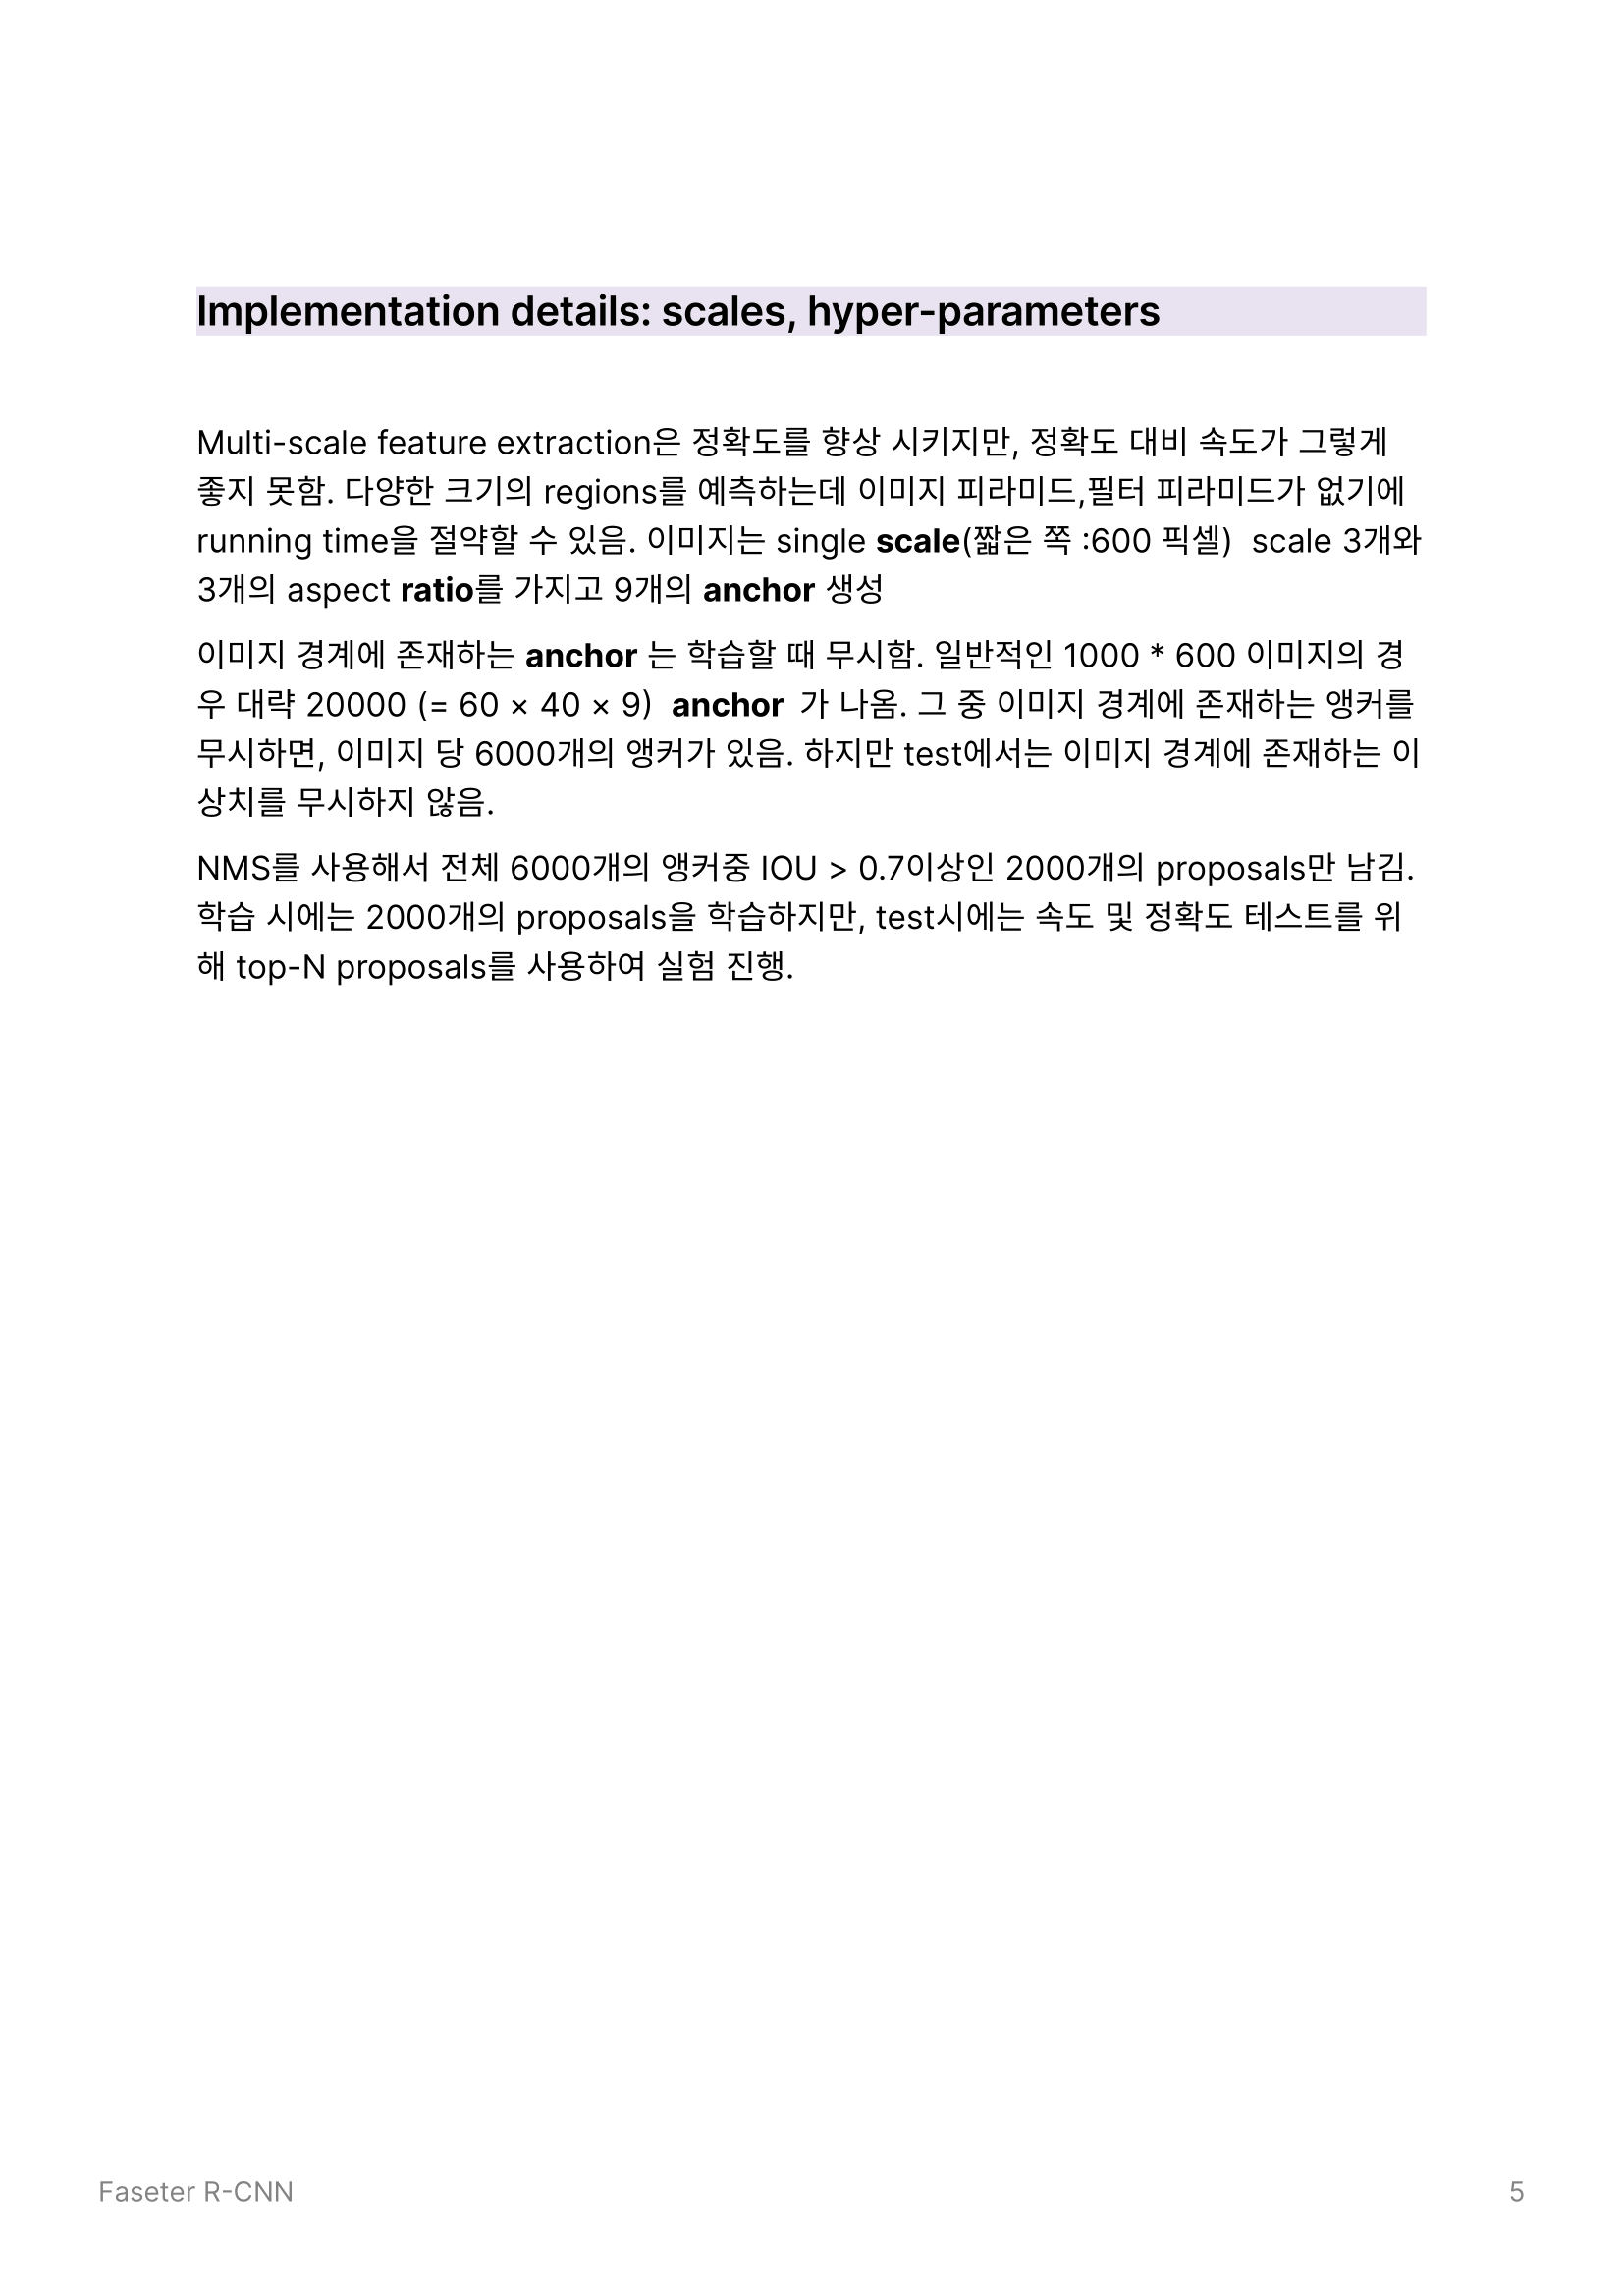 Implementation details: scales, hyper-parameters
Multi-scale feature extraction은 정확도를 향상 시키지만, 정확도 대비 속도가 그렇게
좋지 못함. 다양한 크기의 regions를 예측하는데 이미지 피라미드,필터 피라미드가 없기에
running time을 절약할 수 있음. 이미지는 single scale(짧은 쪽 :600 픽셀)  scale 3개와
3개의 aspect ratio를 가지고 9개의 anchor 생성
이미지 경계에 존재하는 anchor 는 학습할 때 무시함. 일반적인 1000 * 600 이미지의 경
우 대략 20000 (= 60 × 40 × 9)  anchor  가 나옴. 그 중 이미지 경계에 존재하는 앵커를
무시하면, 이미지 당 6000개의 앵커가 있음. 하지만 test에서는 이미지 경계에 존재하는 이
상치를 무시하지 않음.
NMS를 사용해서 전체 6000개의 앵커중 IOU > 0.7이상인 2000개의 proposals만 남김.
학습 시에는 2000개의 proposals을 학습하지만, test시에는 속도 및 정확도 테스트를 위
해 top-N proposals를 사용하여 실험 진행.
Faseter R-CNN
5